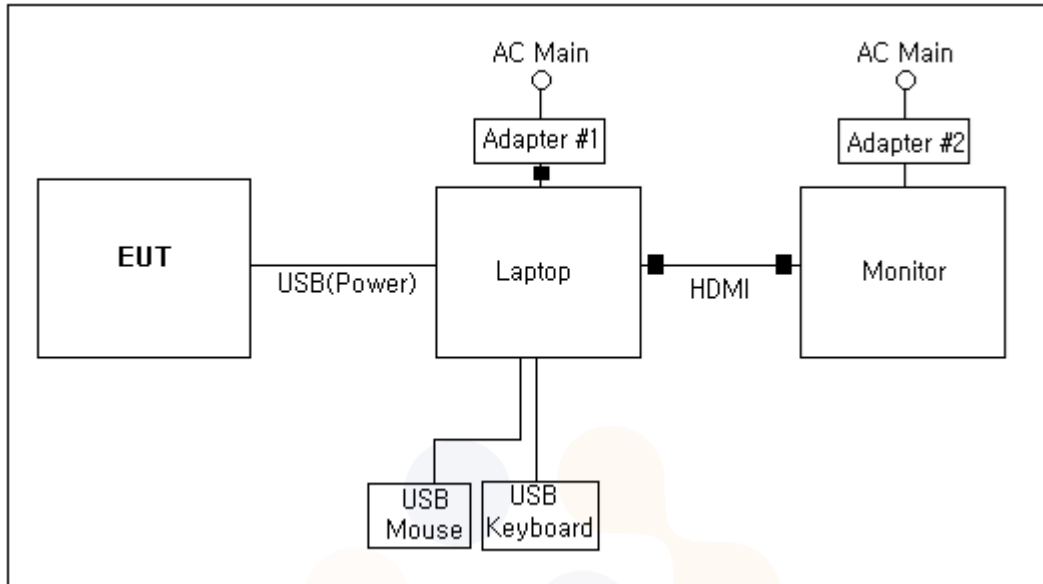 AC Main
AC Main
Adapter #1
Adapter #2
EUT
USB(Power)
Laptop
HDMI
Monitor
USB
Mouse
USB
Keyboard